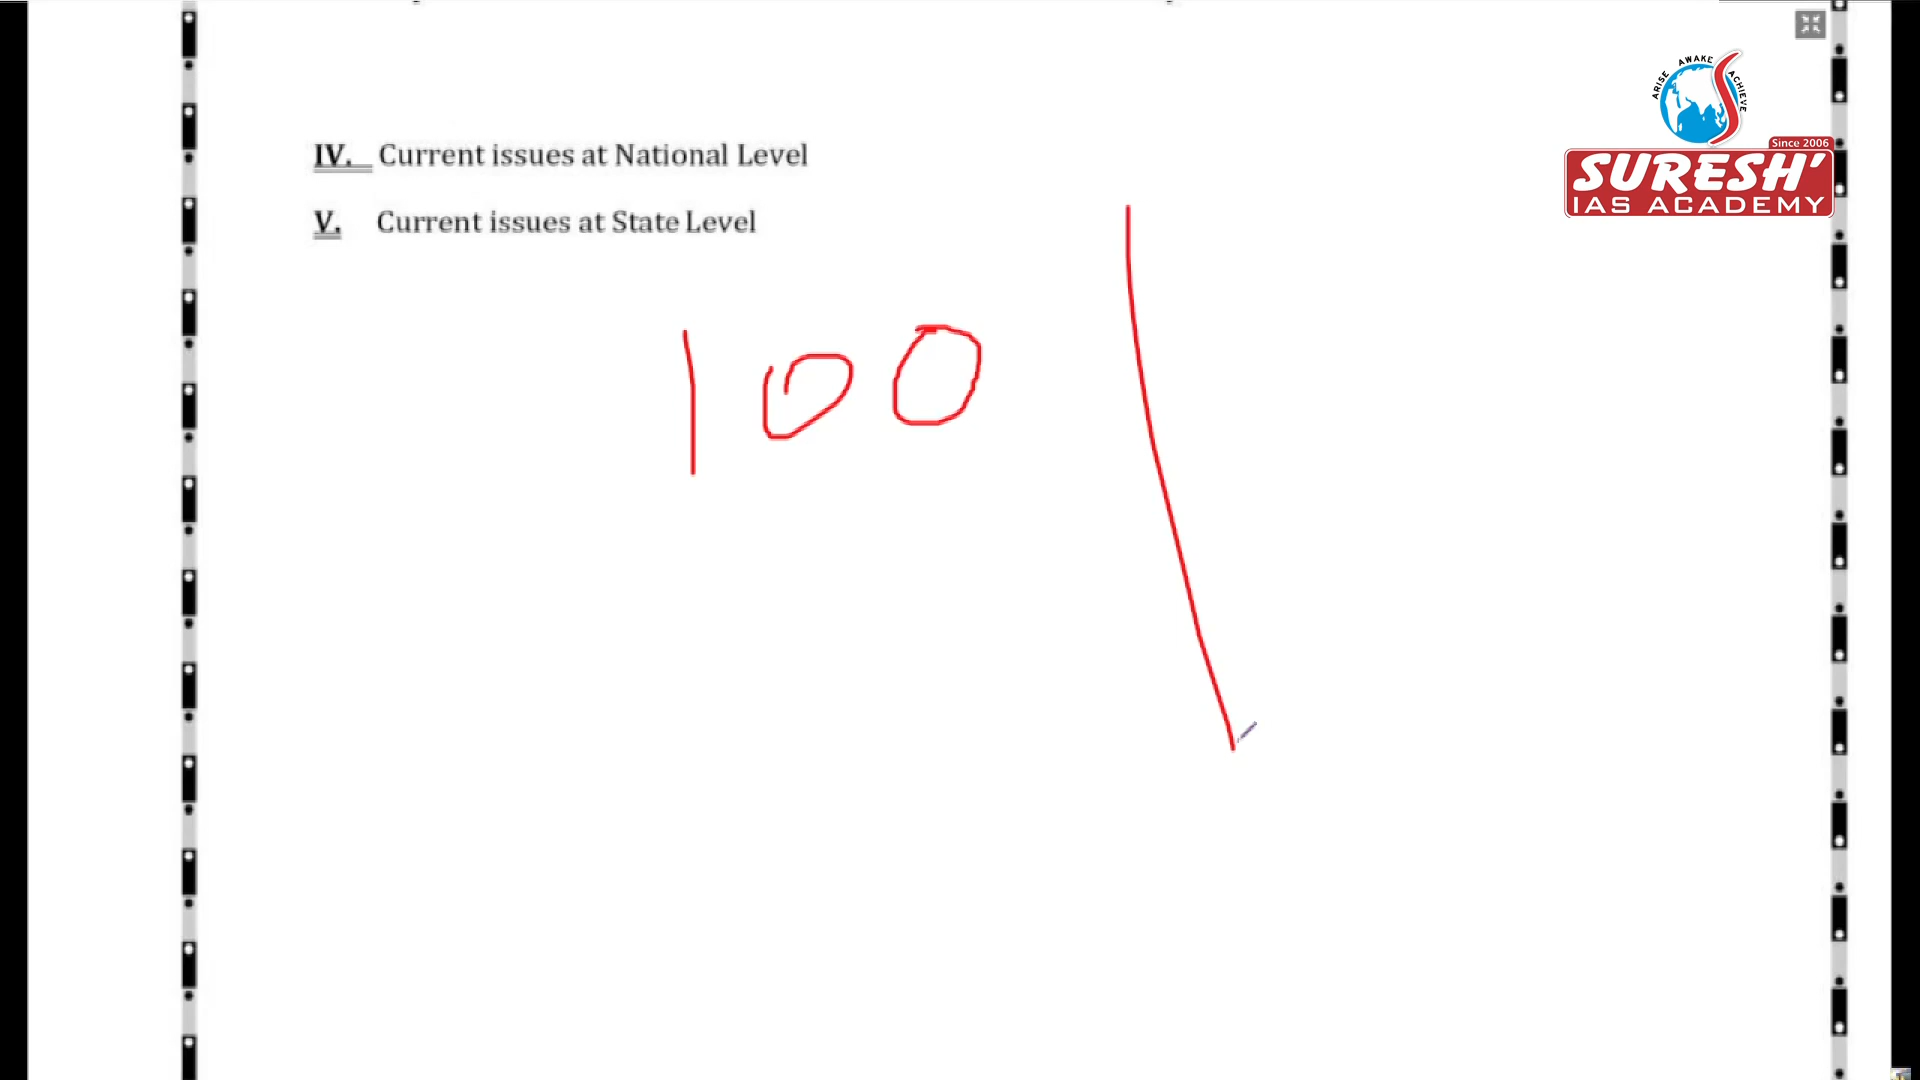 IV. Current issues at National Level
V. Current issues at State Level
100
ARISE AWAKE ACHIEVE
Since 2006
SURESH'
IAS ACADEMY